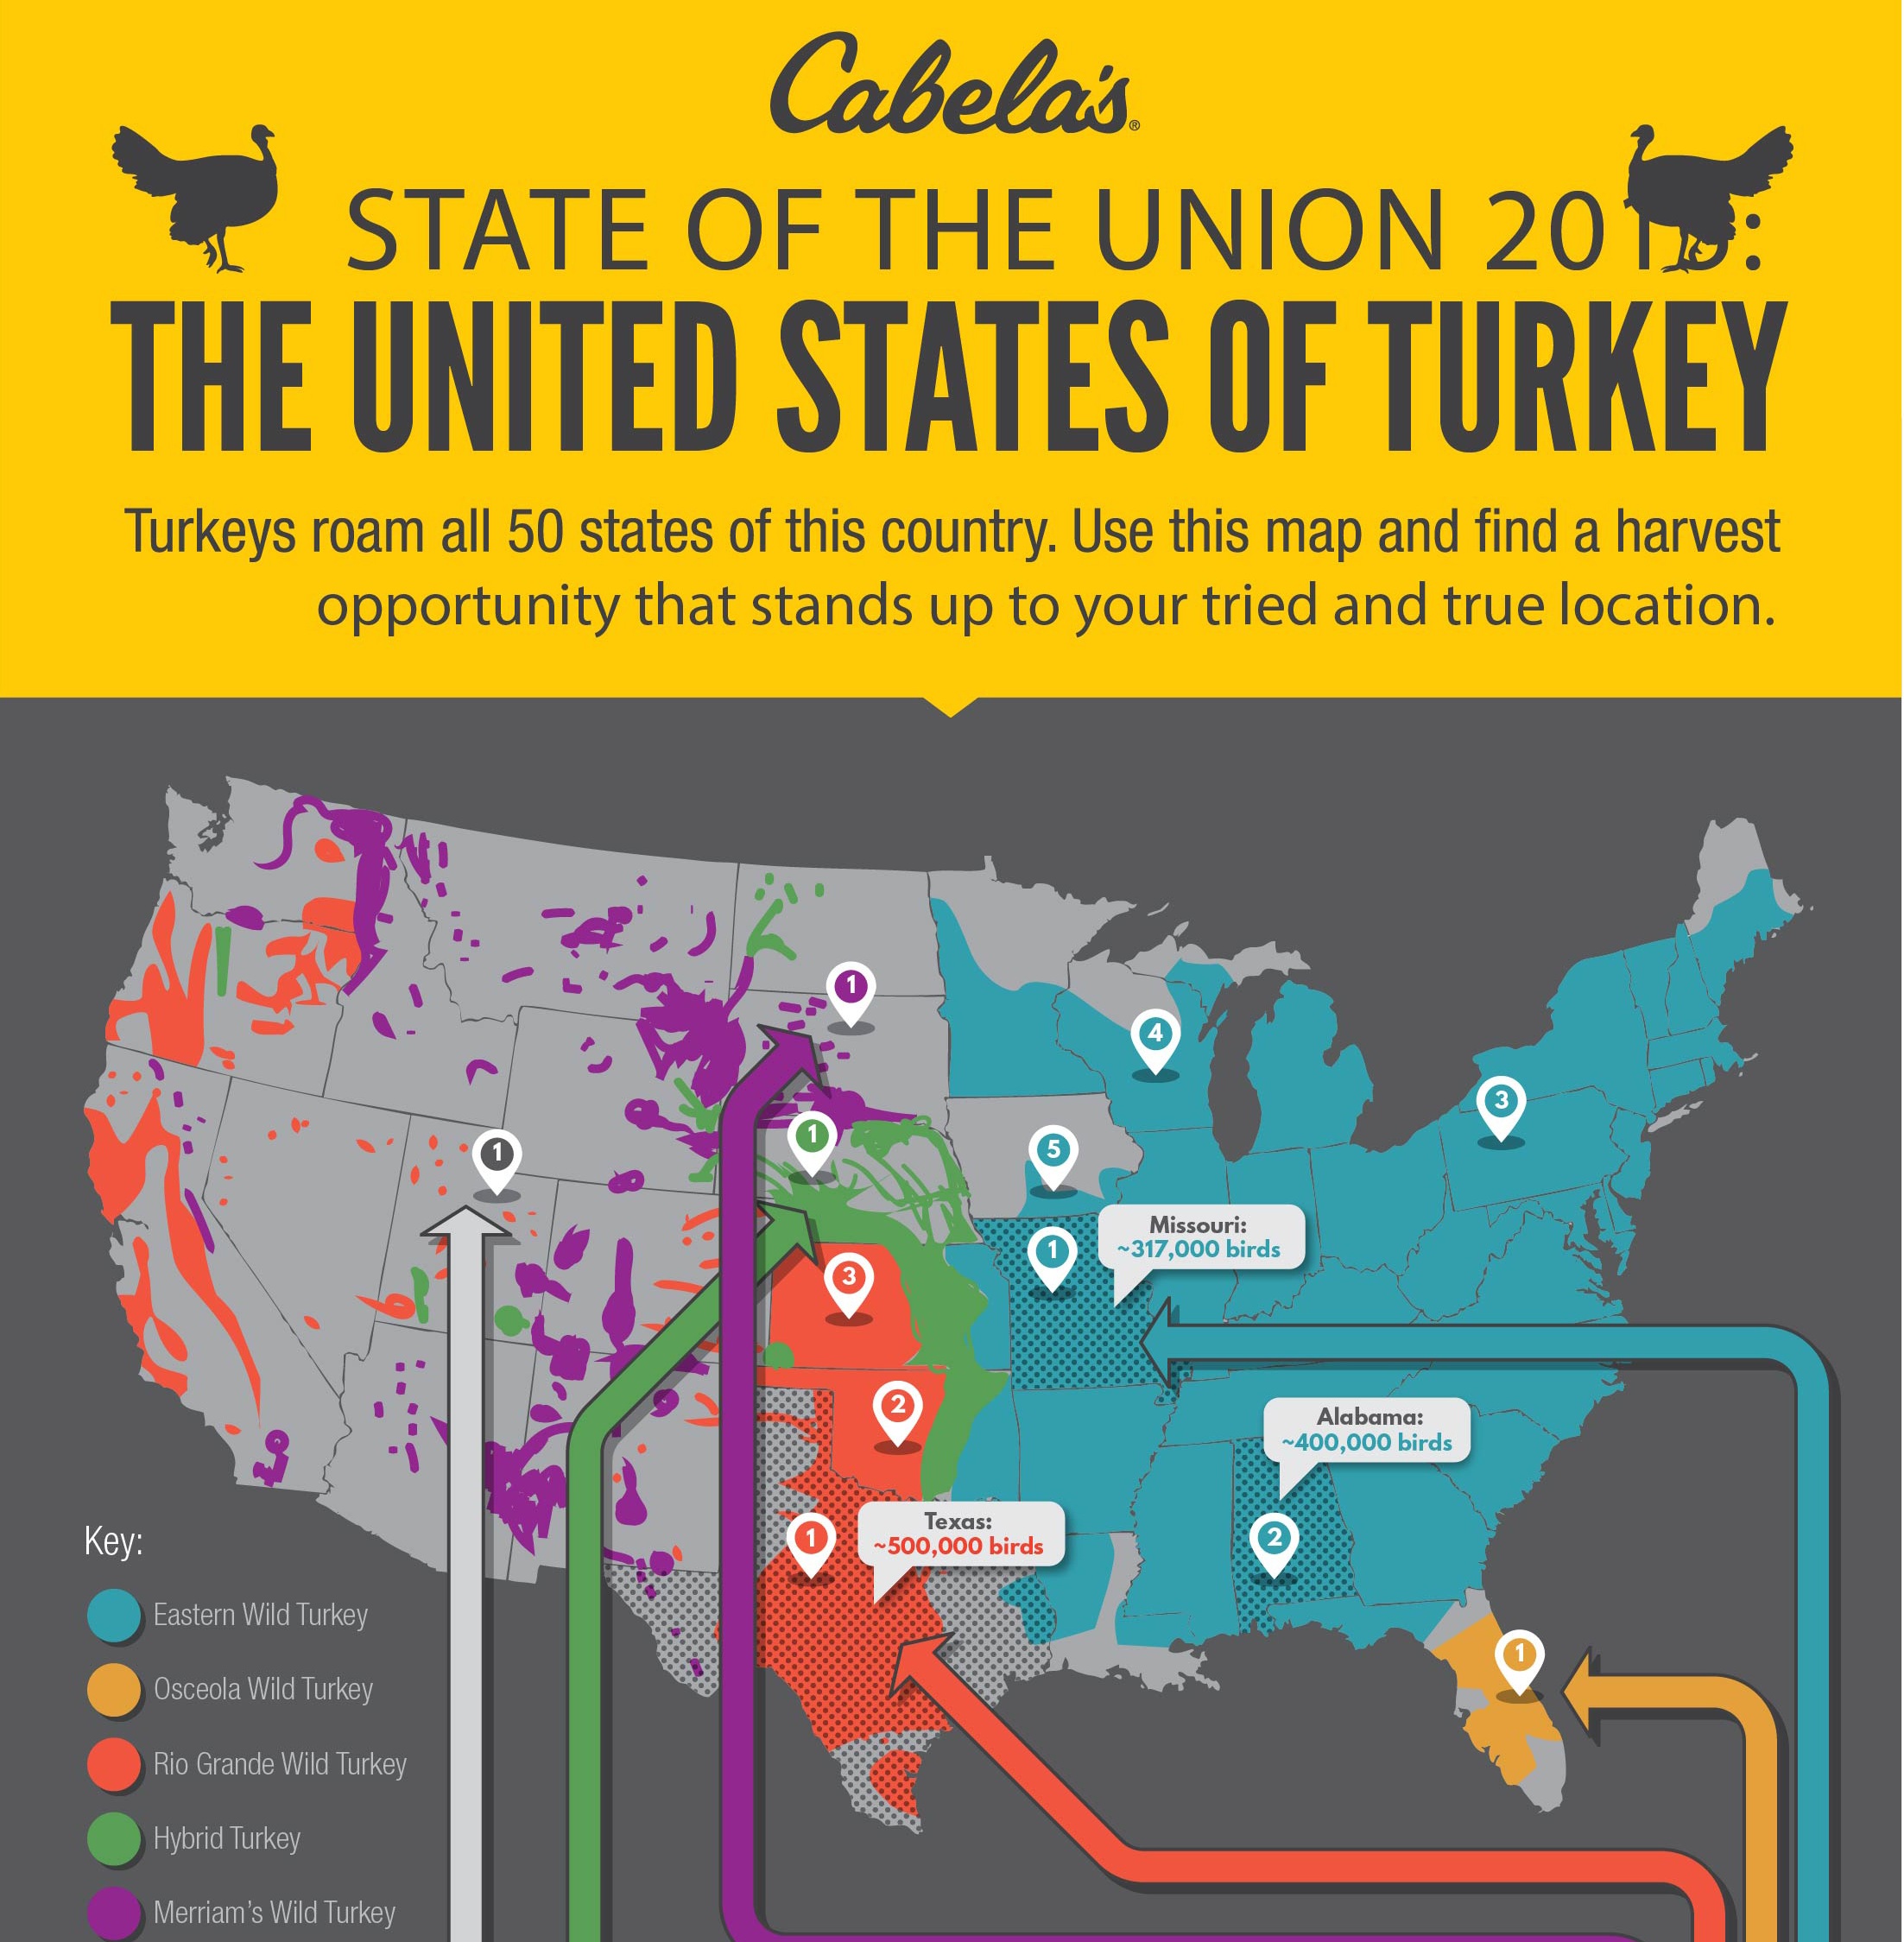 Cabela's®
STATE OF THE UNION 20
THE UNITED STATES OF TURKEY
Turkeys roam all 50 states of this country. Use this map and find a harvest
opportunity that stands up to your tried and true location.
1
4
3
1
1
5
Missouri:
~317,000 birds
1
3
2
Alabama:
~400,000 birds
Texas:
~500,000 birds
1
2
1
Key:
Eastern Wild Turkey
Osceola Wild Turkey
Rio Grande Wild Turkey
Hybrid Turkey
Merriam's Wild Turkey